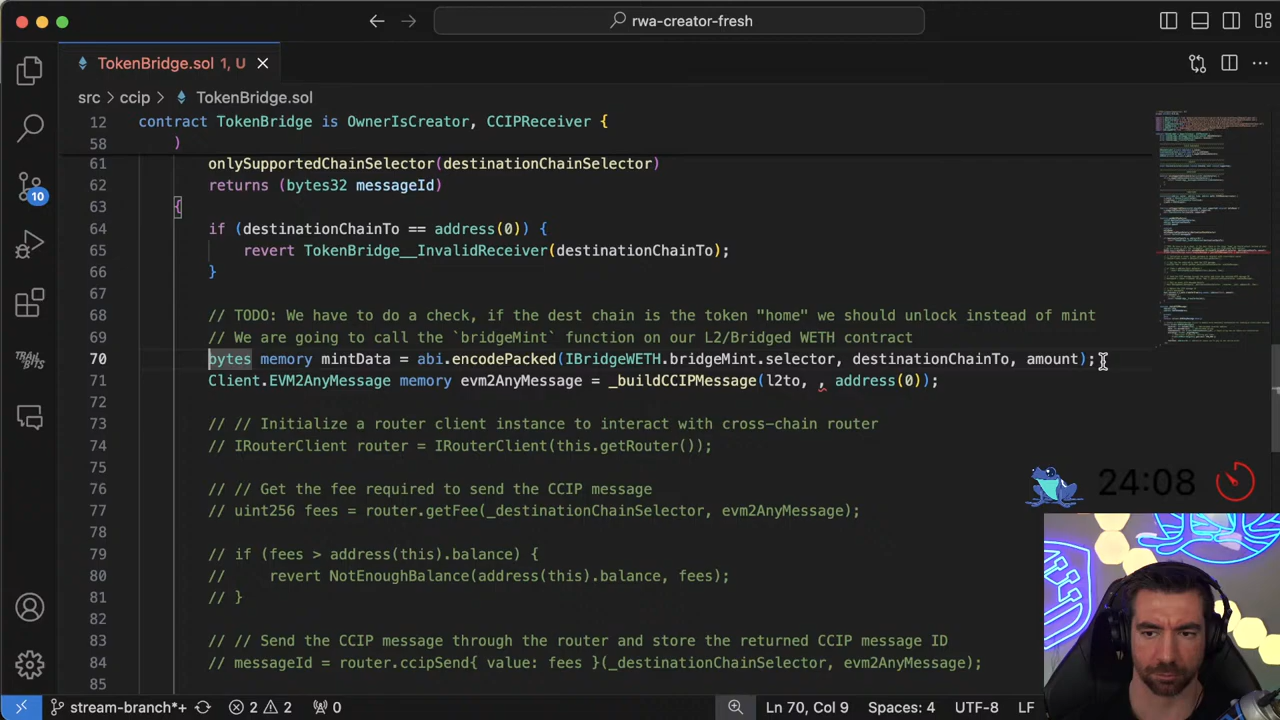 rwa-creator-fresh
TokenBridge.sol 1, U
src > ccip > TokenBridge.sol
12 contract TokenBridge is OwnerIsCreator, CCIPReceiver {
58 )
61 onlySupportedChainSelector(destinationChainSelector)
62 returns (bytes32 messageId)
63 {
64 if (destinationChainTo == address(0)) {
65 revert TokenBridge__InvalidReceiver(destinationChainTo);
66 }
67
68 // TODO: We have to do a check, if the dest chain is the token "home" we should unlock instead of mint
69 // We are going to call the `bridgeMint` function on our L2/Bridged WETH contract
70 bytes memory mintData = abi.encodePacked(IBridgeWETH.bridgeMint.selector, destinationChainTo, amount);
71 Client.EVM2AnyMessage memory evm2AnyMessage = _buildCCIPMessage(l2to, , address(0));
72
73 // // Initialize a router client instance to interact with cross-chain router
74 // IRouterClient router = IRouterClient(this.getRouter());
75
76 // // Get the fee required to send the CCIP message
77 // uint256 fees = router.getFee(_destinationChainSelector, evm2AnyMessage);
78
79 // if (fees > address(this).balance) {
80 //     revert NotEnoughBalance(address(this).balance, fees);
81 // }
82
83 // // Send the CCIP message through the router and store the returned CCIP message ID
84 // messageId = router.ccipSend{ value: fees }(_destinationChainSelector, evm2AnyMessage);
85
10
24:08
stream-branch*+ 2 2 0 Ln 70, Col 9 Spaces: 4 UTF-8 LF